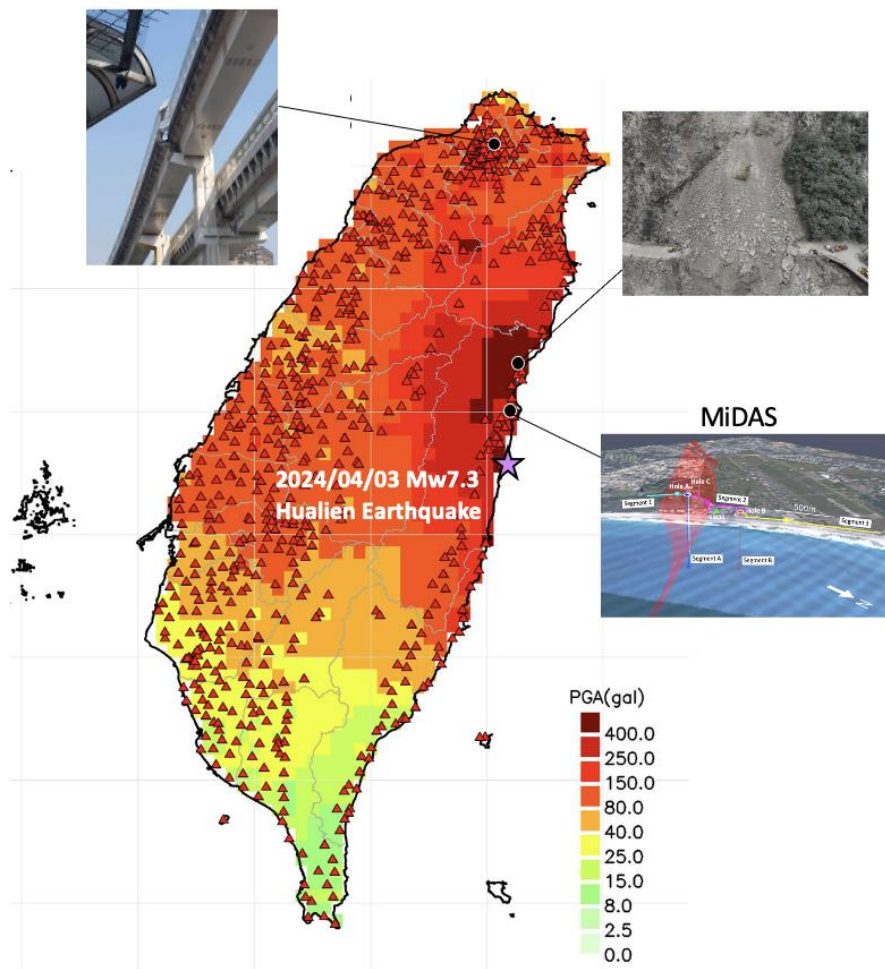 MiDAS
Hole A
Hole C
Segment 1
Segment 2
Hole B
500m
Segment 3
Segment A
Segment B
N
2024/04/03 Mw7.3
Hualien Earthquake
PGA(gal)
400.0
250.0
150.0
80.0
40.0
25.0
15.0
8.0
2.5
0.0